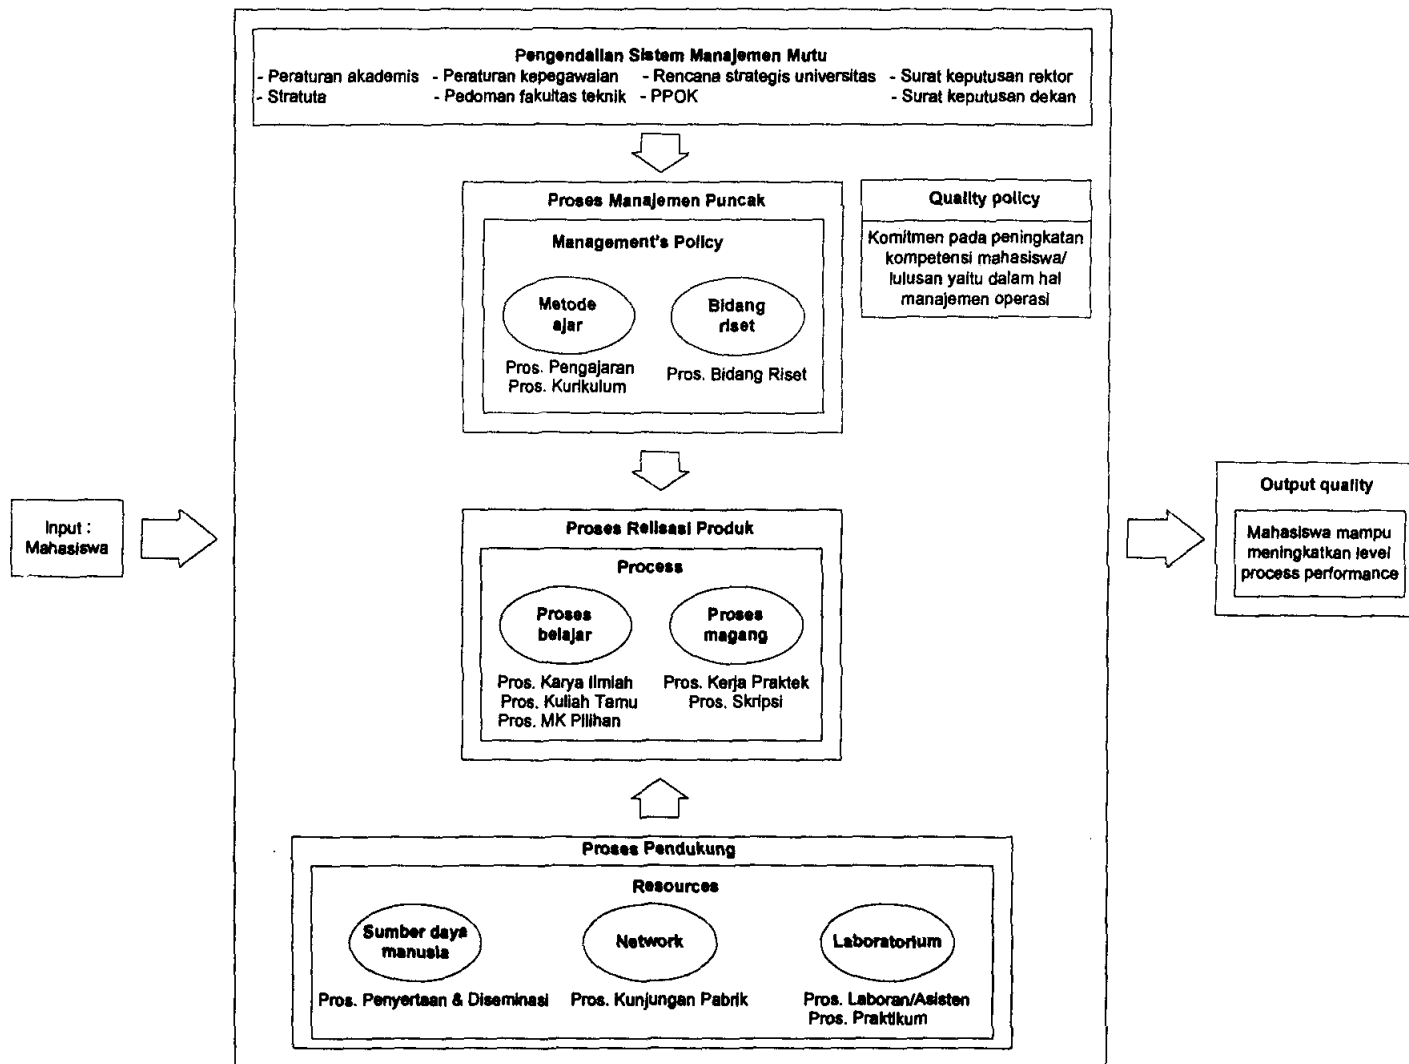 Pengendalian Sistem Manajemen Mutu
- Peraturan akademis - Peraturan kepegawaian - Rencana strategis universitas - Surat keputusan rektor
- Stratuta - Pedoman fakultas teknik - PPOK - Surat keputusan dekan
Proses Manajemen Puncak
Management's Policy
Metode
ajar
Bidang
riset
Pros. Pengajaran
Pros. Kurikulum
Pros. Bidang Riset
Quality policy
Komitmen pada peningkatan
kompetensi mahasiswa/
lulusan yaitu dalam hal
manajemen operasi
Input :
Mahasiswa
Proses Relisasi Produk
Process
Proses
belajar
Proses
magang
Pros. Karya Ilmiah
Pros. Kuliah Tamu
Pros. MK Pilihan
Pros. Kerja Praktek
Pros. Skripsi
Output quality
Mahasiswa mampu
meningkatkan level
process performance
Proses Pendukung
Resources
Sumber daya
manusia
Network
Laboratorium
Pros. Penyertaan & Diseminasi
Pros. Kunjungan Pabrik
Pros. Laboran/Asisten
Pros. Praktikum